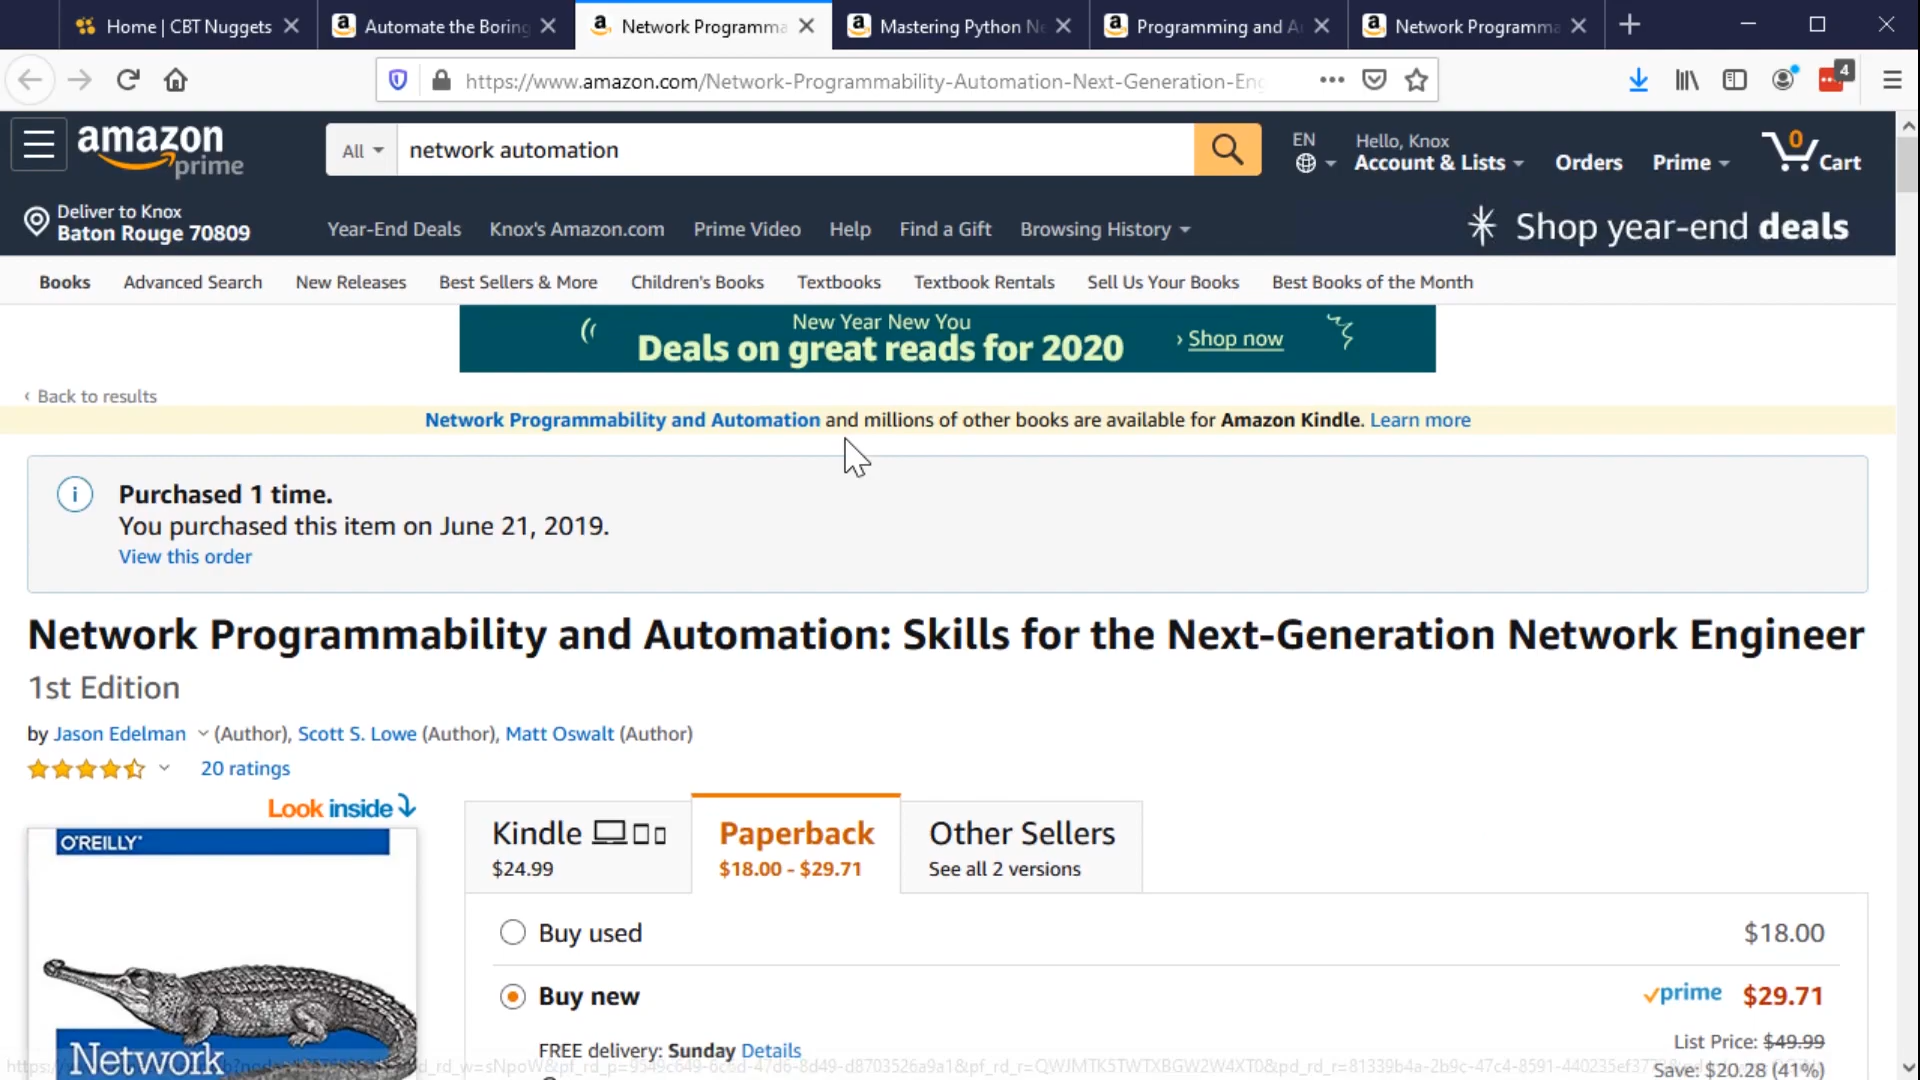 Home | CBT Nuggets
Automate the Boring
Network Programma
Mastering Python Ne
Programming and A
Network Programma
https://www.amazon.com/Network-Programmability-Automation-Next-Generation-Eng
4
amazon
prime
All
network automation
EN
Hello, Knox
Account & Lists
Orders
Prime
0
Cart
Deliver to Knox
Baton Rouge 70809
Year-End Deals
Knox's Amazon.com
Prime Video
Help
Find a Gift
Browsing History
Shop year-end deals
Books
Advanced Search
New Releases
Best Sellers & More
Children's Books
Textbooks
Textbook Rentals
Sell Us Your Books
Best Books of the Month
New Year New You
Deals on great reads for 2020
› Shop now
‹ Back to results
Network Programmability and Automation and millions of other books are available for Amazon Kindle. Learn more
Purchased 1 time.
You purchased this item on June 21, 2019.
View this order
Network Programmability and Automation: Skills for the Next-Generation Network Engineer
1st Edition
by Jason Edelman (Author), Scott S. Lowe (Author), Matt Oswalt (Author)
20 ratings
Look inside
O'REILLY®
Network
Kindle
$24.99
Paperback
$18.00 - $29.71
Other Sellers
See all 2 versions
Buy used
$18.00
Buy new
prime
$29.71
List Price: $49.99
FREE delivery: Sunday Details
Save: $20.28 (41%)